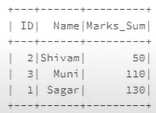 +---+------+---------+
| ID|  Name|Marks_Sum|
+---+------+---------+
|  2|Shivam|       50|
|  3|  Muni|      110|
|  1| Sagar|      130|
+---+------+---------+